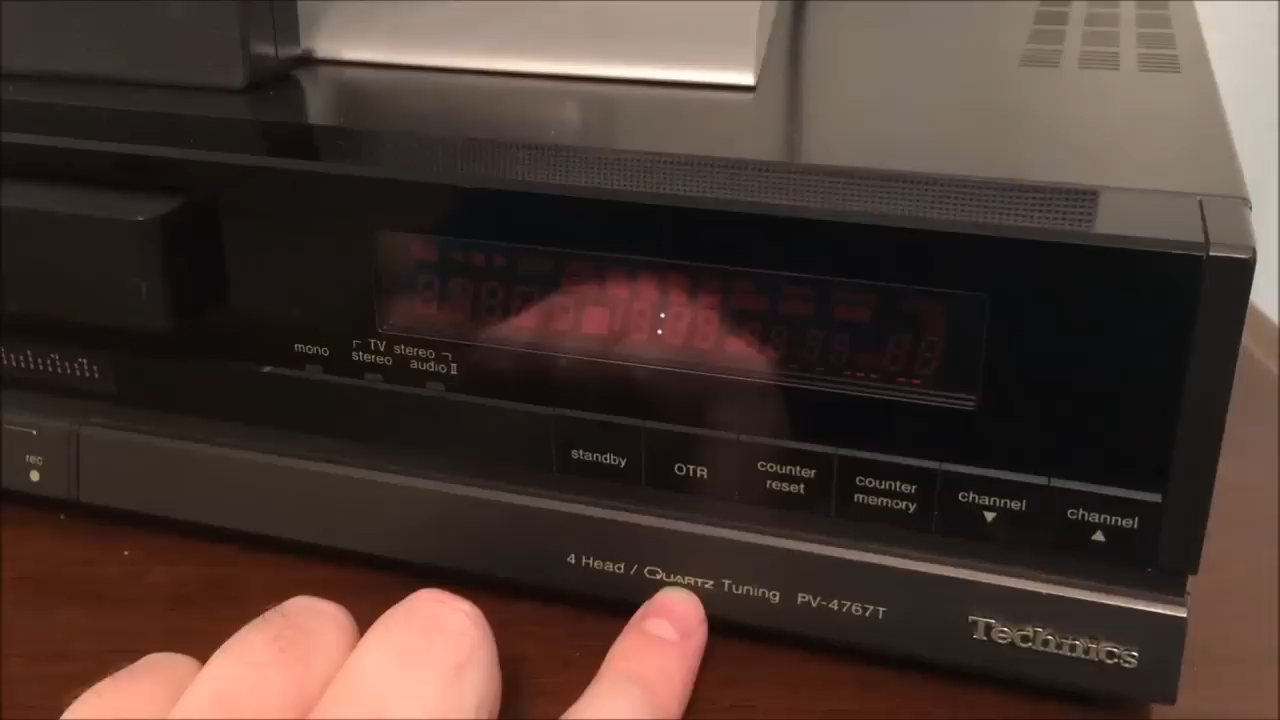 mono
TV stereo
stereo audio II
rec
standby
OTR
counter
reset
counter
memory
channel
▼
channel
▲
4 Head / QUARTZ Tuning PV-4767T
Technics